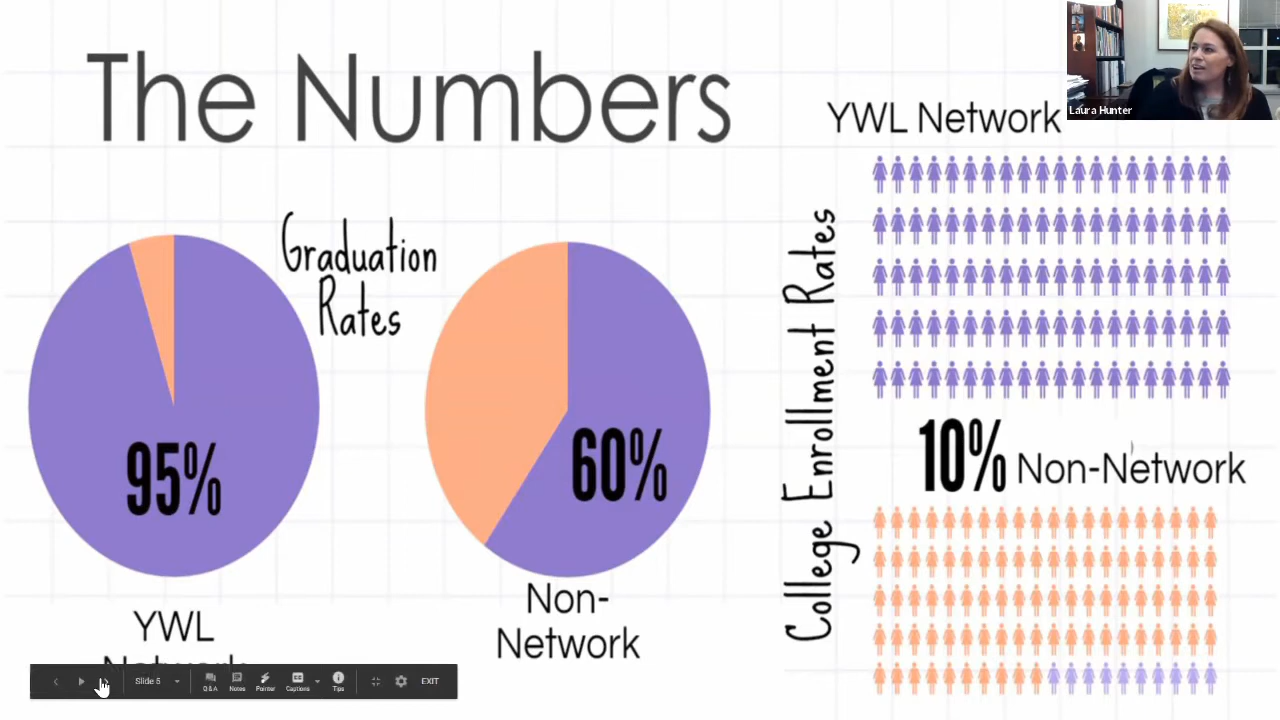 The Numbers
YWL Network
Laura Hunter
Graduation
Rates
95%
60%
YWL
Network
Non-
Network
College Enrollment Rates
10% Non-Network
Slide 5
Q&A
Notes
Pointer
Captions
Tips
EXIT